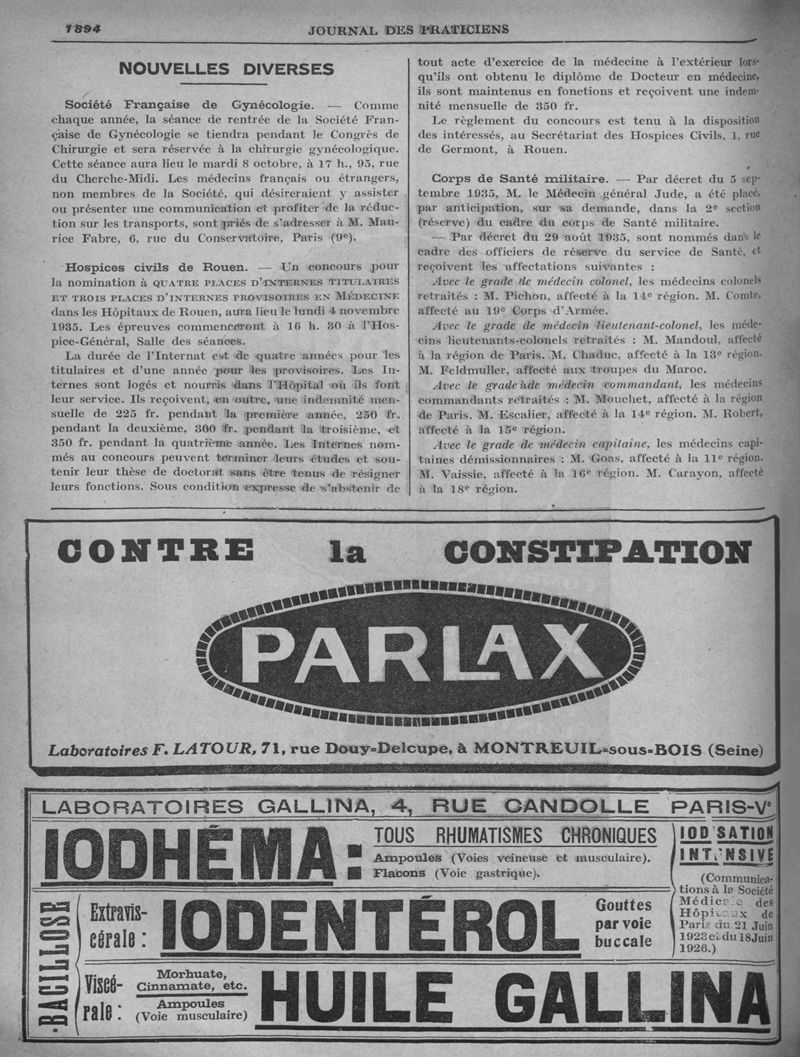 1894
JOURNAL DES PRATICIENS
NOUVELLES DIVERSES
Société Française de Gynécologie. — Comme
chaque année, la séance de rentrée de la Société Fran-
çaise de Gynécologie se tiendra pendant le Congrès de
Chirurgie et sera réservée à la chirurgie gynécologique.
Cette séance aura lieu le mardi 8 octobre, à 17 h., 95, rue
du Cherche-Midi. Les médecins français ou étrangers,
non membres de la Société, qui désireraient y assister
ou présenter une communication et profiter de la réduc-
tion sur les transports, sont priés de s'adresser à M. Mau-
rice Fabre, 6, rue du Conservatoire, Paris (9e).
Hospices civils de Rouen. — Un concours pour
la nomination à QUATRE PLACES D'INTERNES TITULAIRES
ET TROIS PLACES D'INTERNES PROVISOIRES EN MÉDECINE
dans les Hôpitaux de Rouen, aura lieu le lundi 4 novembre
1935. Les épreuves commenceront à 16 h. 30 à l'Hos-
pice-Général, Salle des séances.
La durée de l'Internat est de quatre années pour les
titulaires et d'une année pour les provisoires. Les In-
ternes sont logés et nourris dans l'Hôpital où ils font
leur service. Ils reçoivent, en outre, une indemnité men-
suelle de 225 fr. pendant la première année, 250 fr.
pendant la deuxième, 300 fr. pendant la troisième, et
350 fr. pendant la quatrième année. Les Internes nom-
més au concours peuvent terminer leurs études et sou-
tenir leur thèse de doctorat sans être tenus de résigner
leurs fonctions. Sous condition expresse de s'abstenir de
tout acte d'exercice de la médecine à l'extérieur lors-
qu'ils ont obtenu le diplôme de Docteur en médecine,
ils sont maintenus en fonctions et reçoivent une indem-
nité mensuelle de 350 fr.
Le règlement du concours est tenu à la disposition
des intéressés, au Secrétariat des Hospices Civils, 1, rue
de Germont, à Rouen.
Corps de Santé militaire. — Par décret du 5 sep-
tembre 1935, M. le Médecin général Jude, a été placé,
par anticipation, sur sa demande, dans la 2e section
(réserve) du cadre du corps de Santé militaire.
— Par décret du 29 août 1935, sont nommés dans le
cadre des officiers de réserve du service de Santé, et
reçoivent les affectations suivantes :
Avec le grade de médecin colonel, les médecins colonels
retraités : M. Pichon, affecté à la 14e région. M. Comte,
affecté au 19e Corps d'Armée.
Avec le grade de médecin lieutenant-colonel, les méde-
cins lieutenants-colonels retraités : M. Mandoul, affecté
à la région de Paris. M. Chaduc, affecté à la 13e région.
M. Feldmuller, affecté aux troupes du Maroc.
Avec le grade de médecin commandant, les médecins
commandants retraités : M. Mouchet, affecté à la région
de Paris. M. Escalier, affecté à la 14e région. M. Robert,
affecté à la 15e région.
Avec le grade de médecin capitaine, les médecins capi-
taines démissionnaires : M. Goas, affecté à la 11e région.
M. Vaissie, affecté à la 16e région. M. Carayon, affecté
à la 18e région.
CONTRE la CONSTIPATION
PARLAX
Laboratoires F. LATOUR, 71, rue Douy-Delcupe, à MONTREUIL-sous-BOIS (Seine)
LABORATOIRES GALLINA, 4, RUE CANDOLLE PARIS-Ve
IODHÉMA :
TOUS RHUMATISMES CHRONIQUES
Ampoules (Voies veineuse et musculaire).
Flacons (Voie gastrique).
IOD SATION
INTENSIVE
(Communica-
tions à la Société
Médicale des
Hôpitaux de
Paris du 21 Juin
1923 et du 18 Juin
1926.)
BACILLOSE
Extravis-
cérale :
IODENTÉROL
Gouttes
par voie
buccale
Viscé-
rale :
Morhuate,
Cinnamate, etc.
Ampoules
(Voie musculaire)
HUILE GALLINA